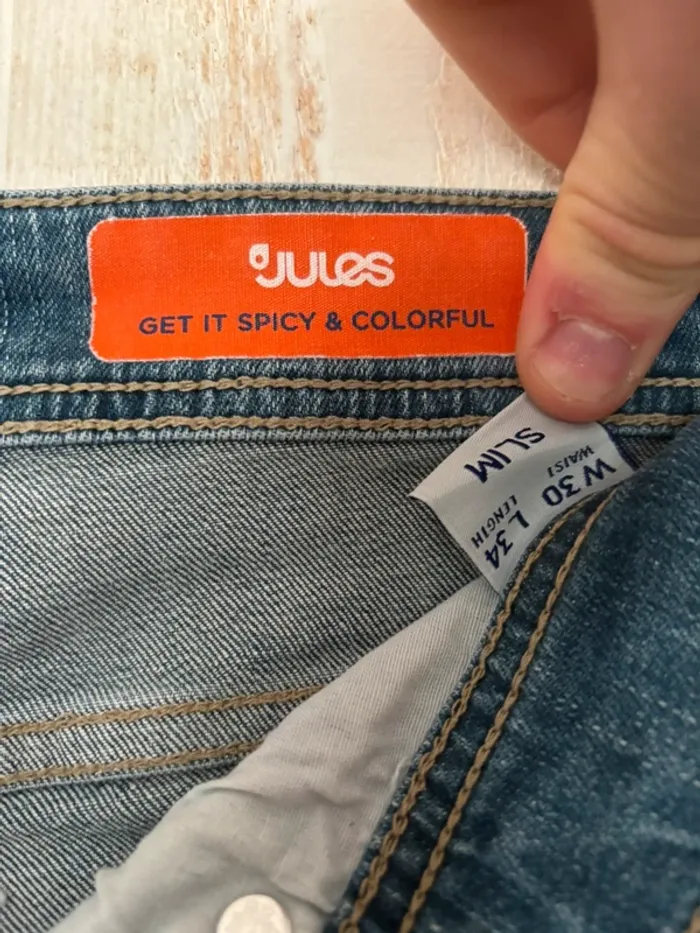 JULES
GET IT SPICY & COLORFUL
SLIM
WAIST
W 30
LENGTH
L 34